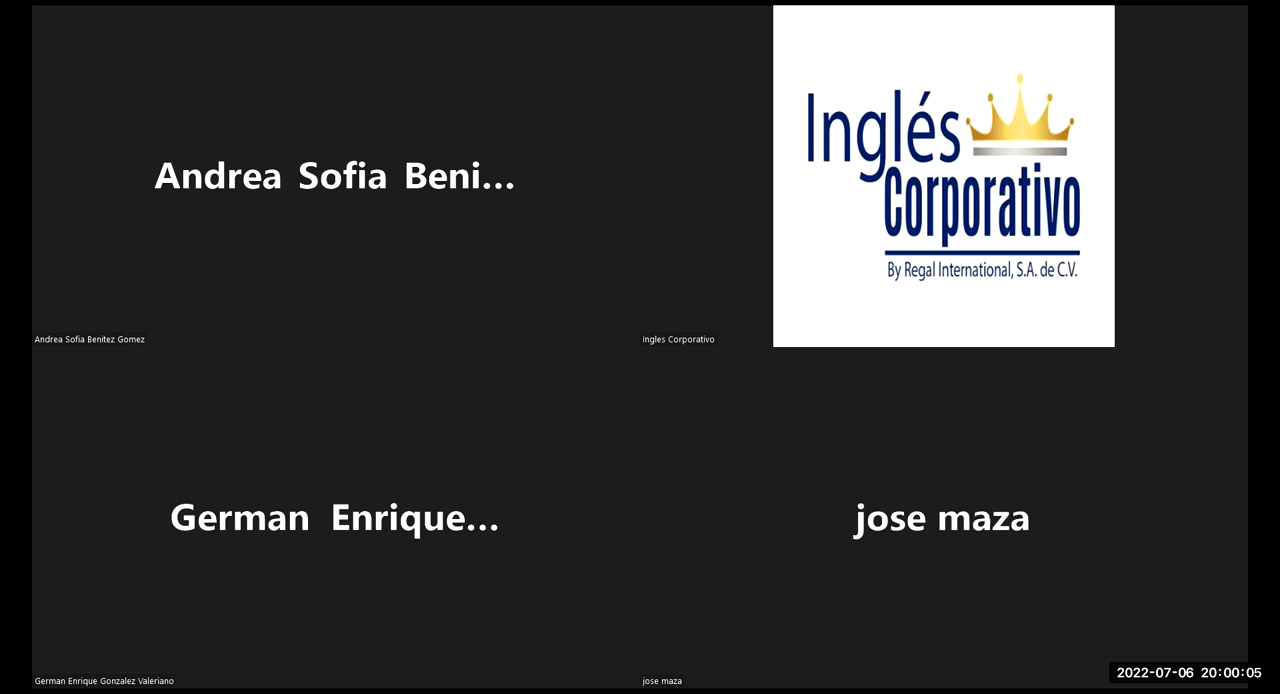 Andrea Sofia Beni...
Andrea Sofia Benitez Gomez
Inglés
Corporativo
By Regal International, S.A. de C.V.
Ingles Corporativo
German Enrique...
German Enrique Gonzalez Valeriano
jose maza
jose maza
2022-07-06 20:00:05